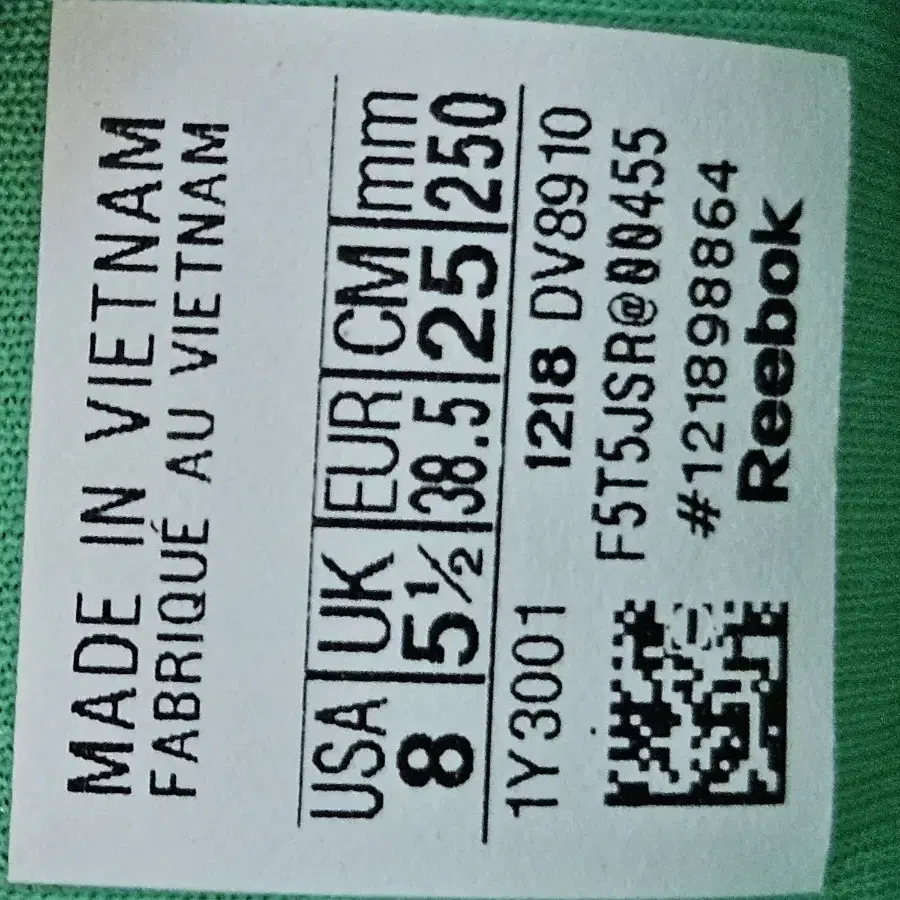 MADE IN VIETNAM
FABRIQUÉ AU VIETNAM
USA UK EUR CM mm
8 5½ 38.5 25 250
1Y3001 1218 DV8910
F5T5JSR@00455
#121898864
Reebok